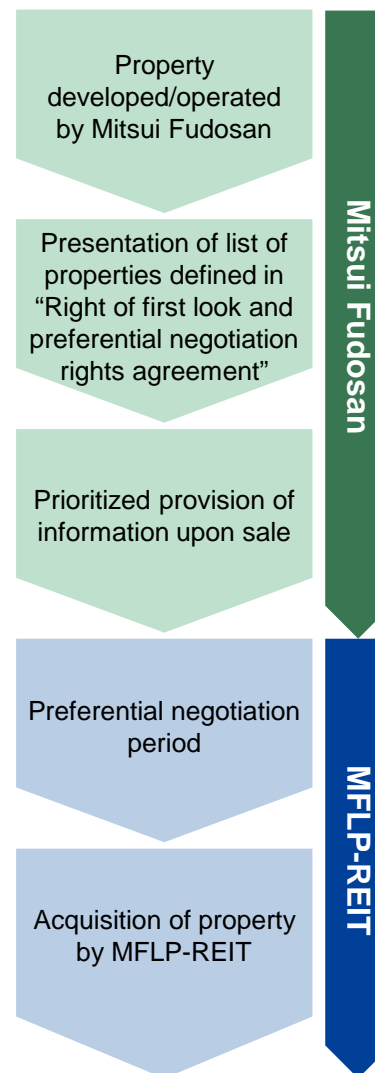 Property
developed/operated
by Mitsui Fudosan
Presentation of list of
properties defined in
“Right of first look and
preferential negotiation
rights agreement”
Prioritized provision of
information upon sale
Mitsui Fudosan
Preferential negotiation
period
Acquisition of property
by MFLP-REIT
MFLP-REIT